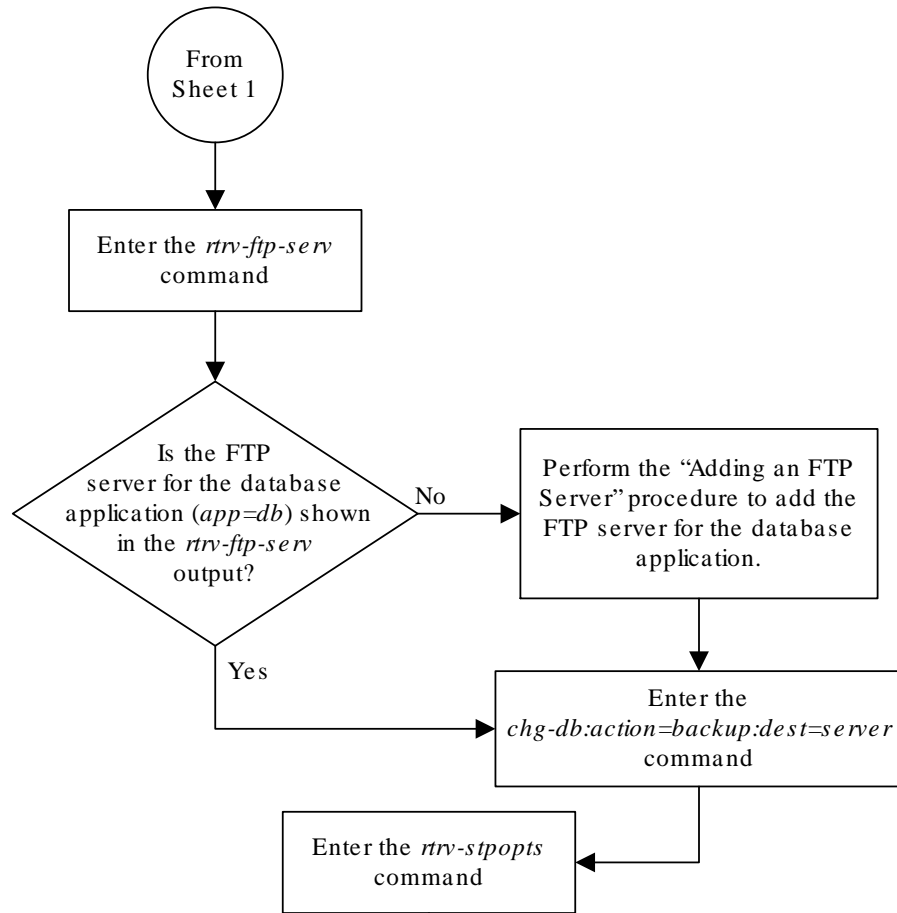 From
Sheet 1
Enter the rtrv-ftp-serv
command
Is the FTP
server for the database
application (app=db) shown
in the rtrv-ftp-serv
output?
No
Perform the “Adding an FTP
Server” procedure to add the
FTP server for the database
application.
Yes
Enter the
chg-db:action=backup:dest=server
command
Enter the rtrv-stpopts
command